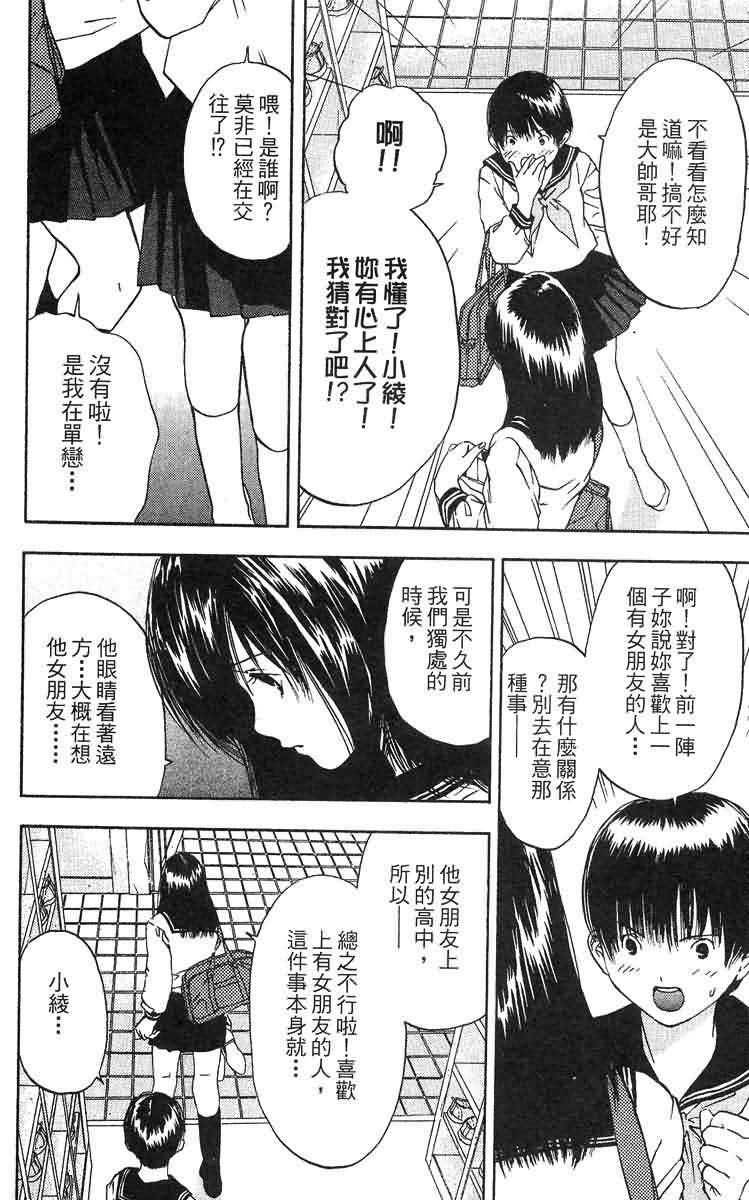 不看看怎麼知
道嘛！搞不好
是大帥哥耶！
啊!!
我懂了！小綾！
妳有心上人了！
我猜對了吧!?
喂！是誰啊？
莫非已經在交
往了!?
沒有啦！
是我在單戀…
啊！對了！前一陣
子妳說妳喜歡上一
個有女朋友的人…
那有什麼關係
？別去在意那
種事——
可是不久前
我們獨處的
時候，
他眼睛看著遠
方…大概在想
他女朋友……
他女朋友上
別的高中，
所以——
總之不行啦！喜歡
上有女朋友的人，
這件事本身就…
小綾…